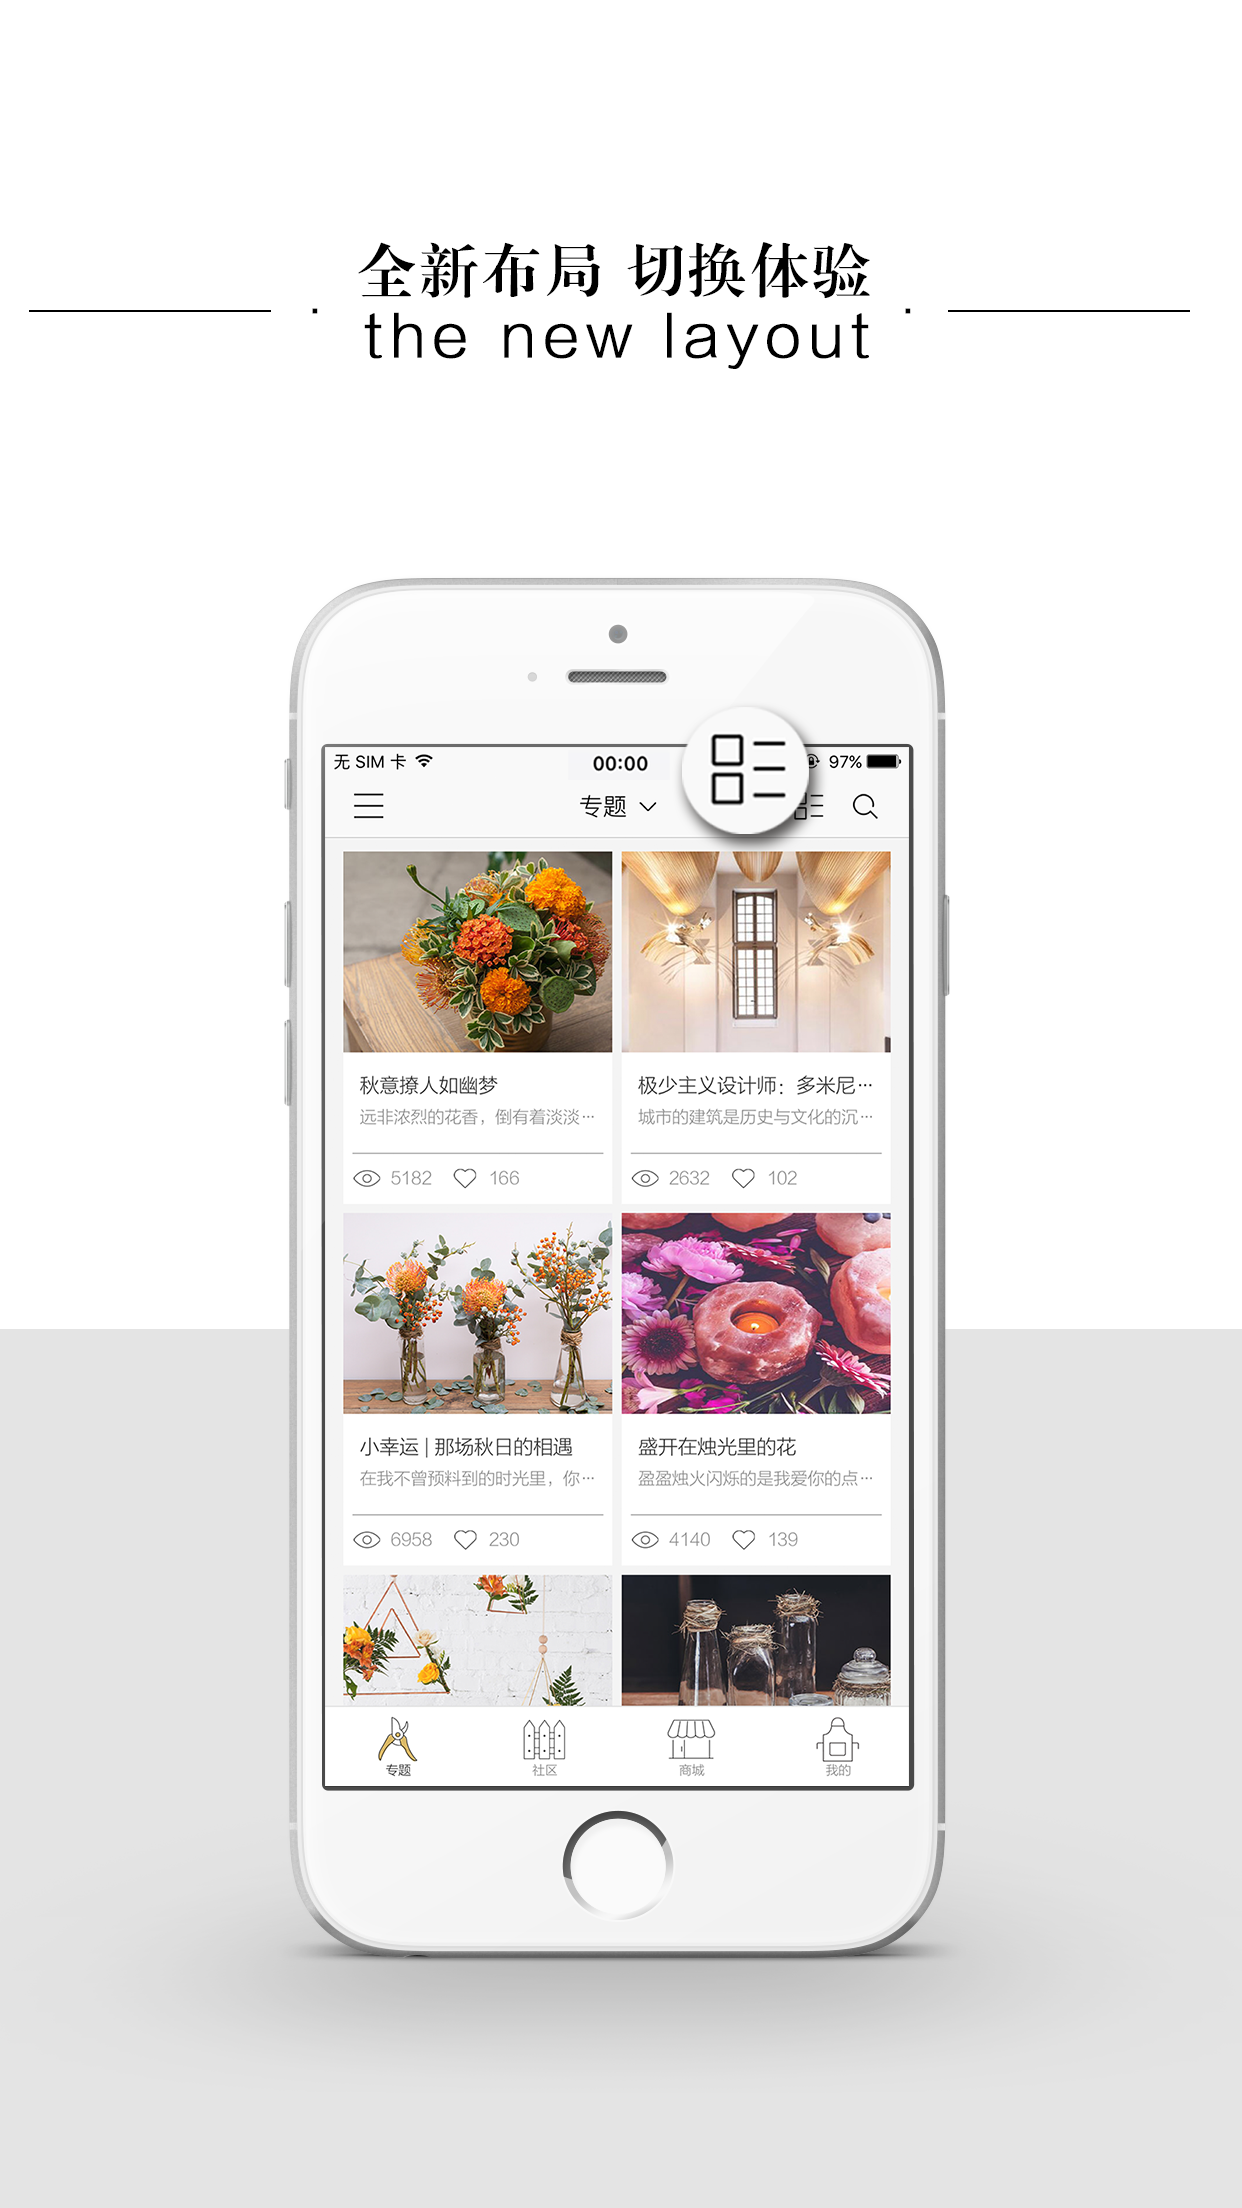 全新布局 切换体验
the new layout
无 SIM 卡
00:00
97%
专题
秋意撩人如幽梦
远非浓烈的花香，倒有着淡淡…
5182 166
极少主义设计师：多米尼…
城市的建筑是历史与文化的沉…
2632 102
小幸运 | 那场秋日的相遇
在我不曾预料到的时光里，你…
6958 230
盛开在烛光里的花
盈盈烛火闪烁的是我爱你的点…
4140 139
专题
社区
商城
我的